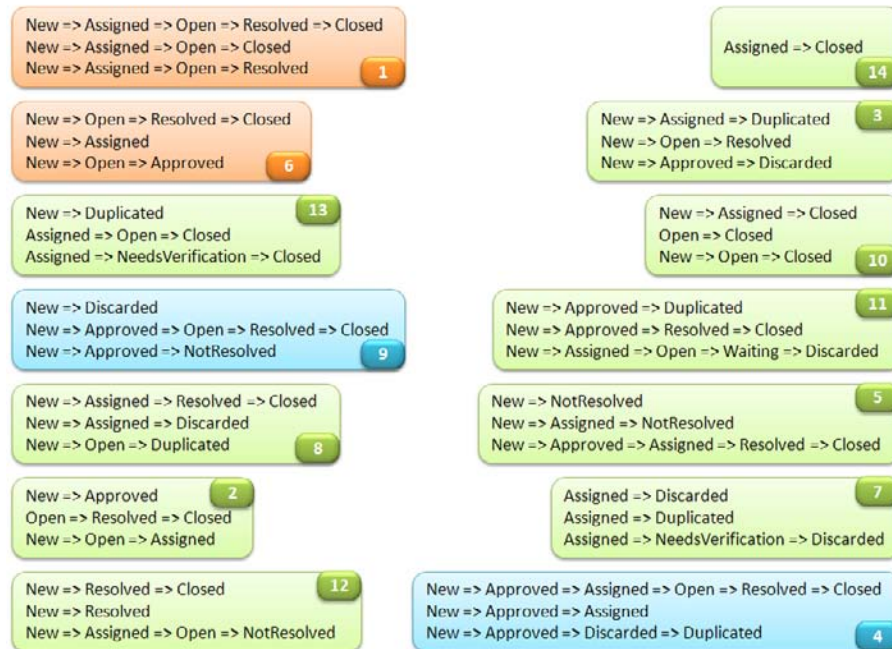 New => Assigned => Open => Resolved => Closed
New => Assigned => Open => Closed
New => Assigned => Open => Resolved
1
New => Open => Resolved => Closed
New => Assigned
New => Open => Approved
6
New => Duplicated
Assigned => Open => Closed
Assigned => NeedsVerification => Closed
13
New => Discarded
New => Approved => Open => Resolved => Closed
New => Approved => NotResolved
9
New => Assigned => Resolved => Closed
New => Assigned => Discarded
New => Open => Duplicated
8
New => Approved
Open => Resolved => Closed
New => Open => Assigned
2
New => Resolved => Closed
New => Resolved
New => Assigned => Open => NotResolved
12
Assigned => Closed
14
New => Assigned => Duplicated
New => Open => Resolved
New => Approved => Discarded
3
New => Assigned => Closed
Open => Closed
New => Open => Closed
10
New => Approved => Duplicated
New => Approved => Resolved => Closed
New => Assigned => Open => Waiting => Discarded
11
New => NotResolved
New => Assigned => NotResolved
New => Approved => Assigned => Resolved => Closed
5
Assigned => Discarded
Assigned => Duplicated
Assigned => NeedsVerification => Discarded
7
New => Approved => Assigned => Open => Resolved => Closed
New => Approved => Assigned
New => Approved => Discarded => Duplicated
4